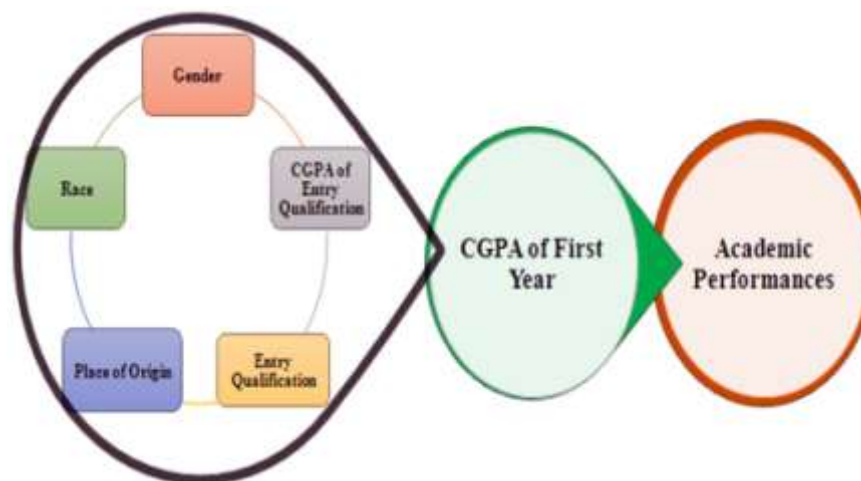 Gender
CGPA of
Entry
Qualification
Race
Place of Origin
Entry
Qualification
CGPA of First
Year
Academic
Performances